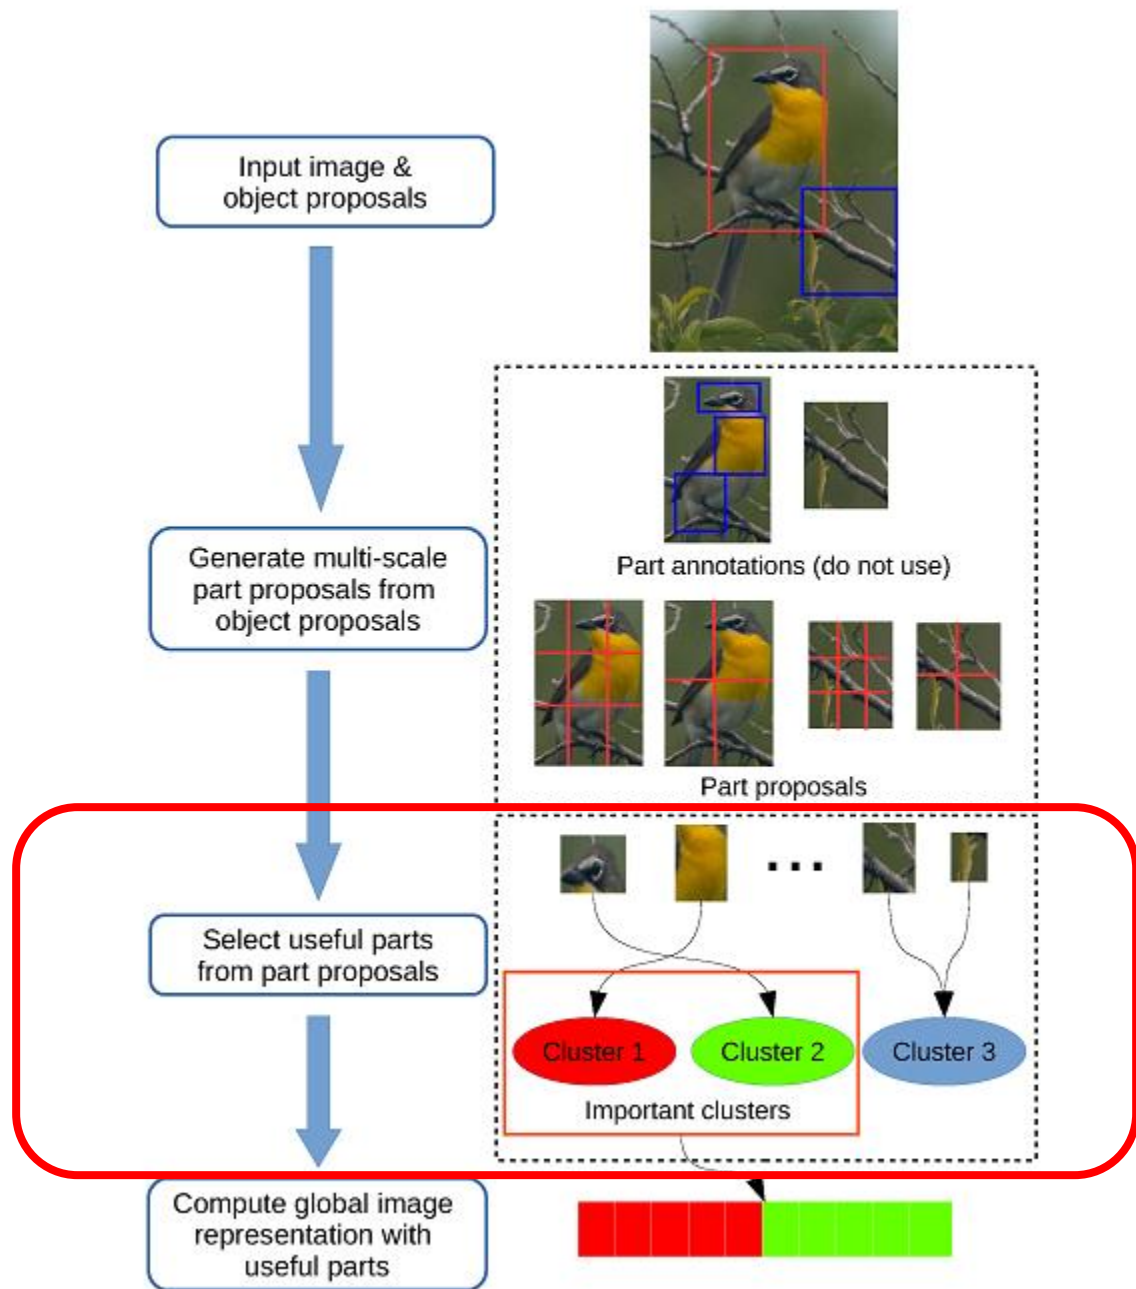 Input image &
object proposals
Part annotations (do not use)
Generate multi-scale
part proposals from
object proposals
Part proposals
...
Select useful parts
from part proposals
Cluster 1
Cluster 2
Cluster 3
Important clusters
Compute global image
representation with
useful parts